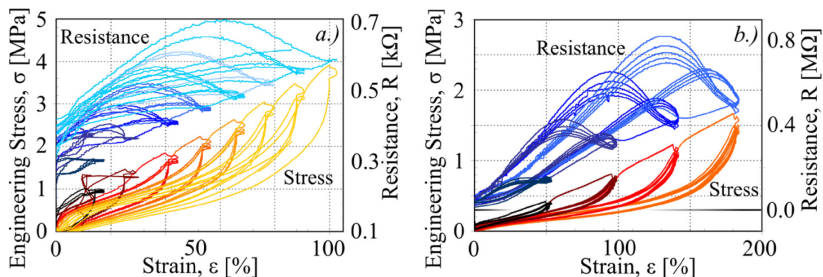 a.)
Resistance
Stress
5
4
3
2
1
0
Engineering Stress, σ [MPa]
0.7
0.5
0.3
0.1
Resistance, R [kΩ]
0
50
100
Strain, ε [%]
b.)
Resistance
Stress
3
2
1
0
Engineering Stress, σ [MPa]
0.8
0.4
0.0
Resistance, R [MΩ]
0
100
200
Strain, ε [%]